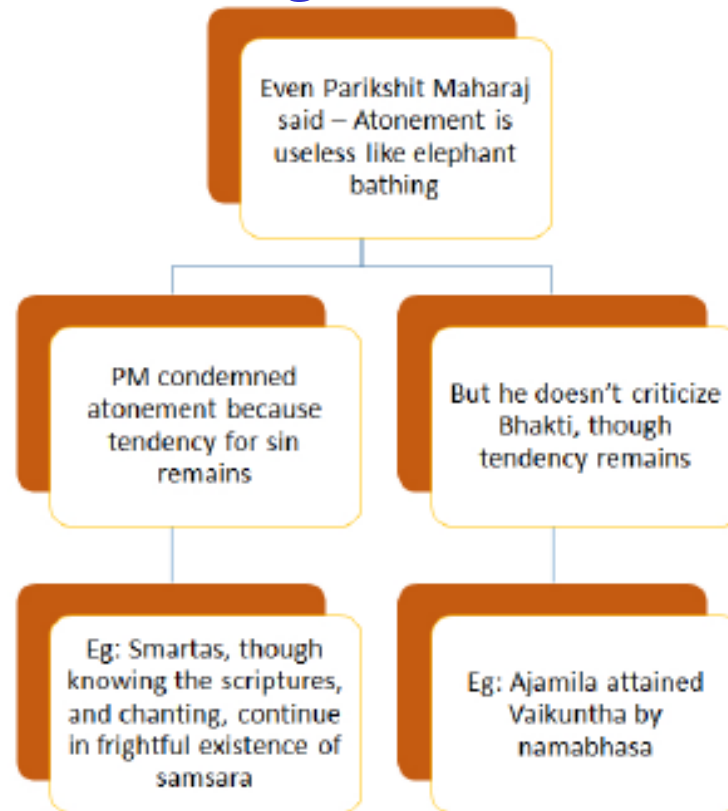 Even Parikshit Maharaj
said – Atonement is
useless like elephant
bathing
PM condemned
atonement because
tendency for sin
remains
But he doesn't criticize
Bhakti, though
tendency remains
Eg: Smartas, though
knowing the scriptures,
and chanting, continue
in frightful existence of
samsara
Eg: Ajamila attained
Vaikuntha by
namabhasa